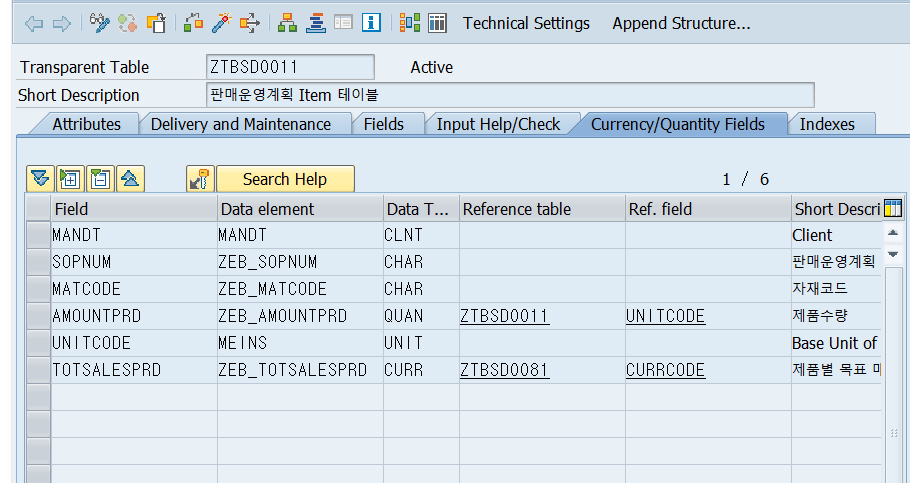 Technical Settings Append Structure...
Transparent Table ZTBSD0011 Active
Short Description 판매운영계획 Item 테이블
Attributes Delivery and Maintenance Fields Input Help/Check Currency/Quantity Fields Indexes
Search Help 1 / 6
Field Data element Data T... Reference table Ref. field Short Descri
MANDT MANDT CLNT Client
SOPNUM ZEB_SOPNUM CHAR 판매운영계획
MATCODE ZEB_MATCODE CHAR 자재코드
AMOUNTPRD ZEB_AMOUNTPRD QUAN ZTBSD0011 UNITCODE 제품수량
UNITCODE MEINS UNIT Base Unit of
TOTSALESPRD ZEB_TOTSALESPRD CURR ZTBSD0081 CURRCODE 제품별 목표